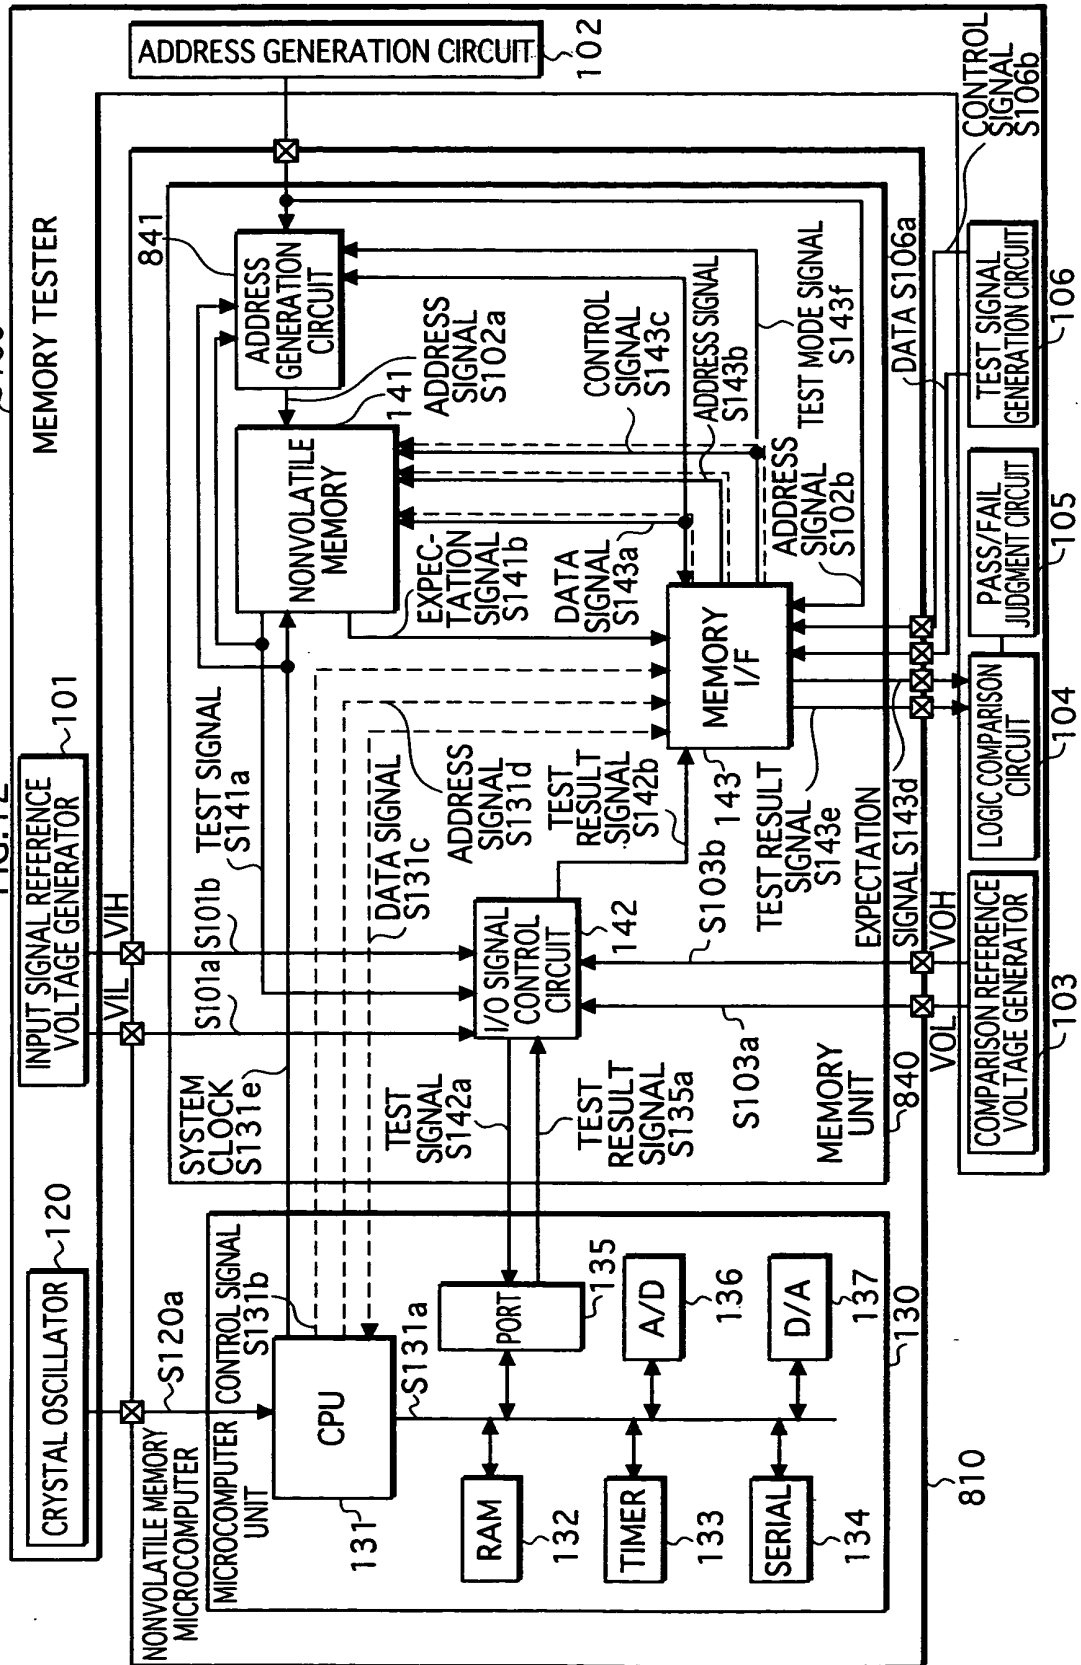 FIG.12
MEMORY TESTER
CRYSTAL OSCILLATOR
120
S120a
INPUT SIGNAL REFERENCE
VOLTAGE GENERATOR
101
VIL
VIH
S101a
S101b
TEST SIGNAL
S141a
ADDRESS GENERATION CIRCUIT
102
NONVOLATILE MEMORY
MICROCOMPUTER
MICROCOMPUTER
UNIT
CONTROL SIGNAL
S131b
CPU
131
S131a
RAM
132
TIMER
133
SERIAL
134
PORT
135
A/D
136
D/A
137
130
810
SYSTEM
CLOCK
S131e
DATA SIGNAL
S131c
ADDRESS
SIGNAL
S131d
TEST
SIGNAL
S142a
TEST
RESULT
SIGNAL
S135a
I/O SIGNAL
CONTROL
CIRCUIT
142
TEST
RESULT
SIGNAL
S142b
S103a
S103b
MEMORY
UNIT
840
NONVOLATILE
MEMORY
141
ADDRESS
GENERATION
CIRCUIT
841
ADDRESS
SIGNAL
S102a
EXPEC-
TATION
SIGNAL
S141b
DATA
SIGNAL
S143a
CONTROL
SIGNAL
S143c
ADDRESS SIGNAL
S143b
TEST MODE SIGNAL
S143f
ADDRESS
SIGNAL
S102b
MEMORY
I/F
143
TEST RESULT
SIGNAL
S143e
EXPECTATION
SIGNAL S143d
DATA S106a
CONTROL
SIGNAL
S106b
VOL
VOH
COMPARISON REFERENCE
VOLTAGE GENERATOR
103
LOGIC COMPARISON
CIRCUIT
104
PASS/FAIL
JUDGMENT CIRCUIT
105
TEST SIGNAL
GENERATION CIRCUIT
106